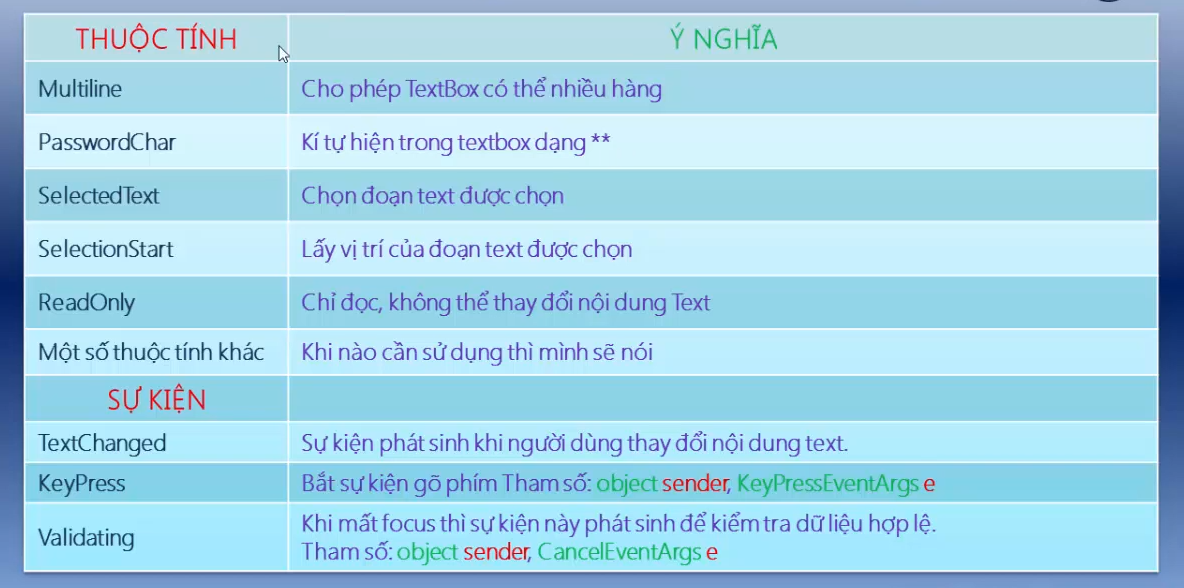 THUỘC TÍNH Ý NGHĨA
Multiline Cho phép TextBox có thể nhiều hàng
PasswordChar Kí tự hiện trong textbox dạng **
SelectedText Chọn đoạn text được chọn
SelectionStart Lấy vị trí của đoạn text được chọn
ReadOnly Chỉ đọc, không thể thay đổi nội dung Text
Một số thuộc tính khác Khi nào cần sử dụng thì mình sẽ nói
SỰ KIỆN
TextChanged Sự kiện phát sinh khi người dùng thay đổi nội dung text.
KeyPress Bắt sự kiện gõ phím Tham số: object sender, KeyPressEventArgs e
Validating Khi mất focus thì sự kiện này phát sinh để kiểm tra dữ liệu hợp lệ.
Tham số: object sender, CancelEventArgs e